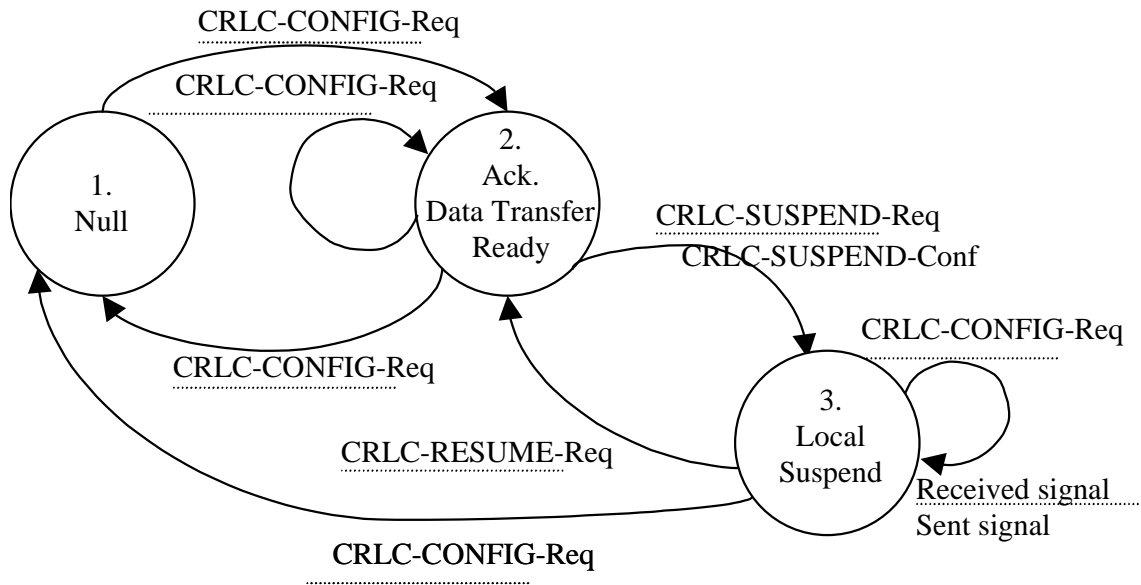 CRLC-CONFIG-Req
CRLC-CONFIG-Req
1.
Null
2.
Ack.
Data Transfer
Ready
CRLC-SUSPEND-Req
CRLC-SUSPEND-Conf
CRLC-CONFIG-Req
CRLC-CONFIG-Req
3.
Local
Suspend
CRLC-RESUME-Req
Received signal
Sent signal
CRLC-CONFIG-Req